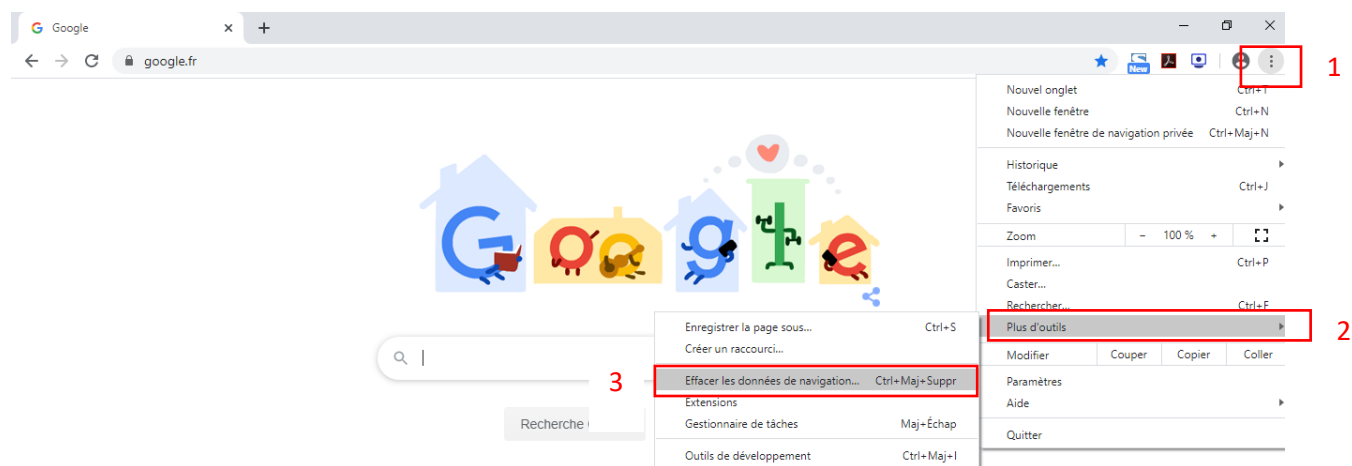 Google
google.fr
New
1
Nouvel onglet Ctrl+T
Nouvelle fenêtre Ctrl+N
Nouvelle fenêtre de navigation privée Ctrl+Maj+N
Historique
Téléchargements Ctrl+J
Favoris
Zoom - 100 % +
Imprimer... Ctrl+P
Caster...
Rechercher... Ctrl+F
Plus d'outils
2
Modifier Couper Copier Coller
Paramètres
Aide
Quitter
Google
Enregistrer la page sous... Ctrl+S
Créer un raccourci...
3
Effacer les données de navigation... Ctrl+Maj+Suppr
Extensions
Gestionnaire de tâches Maj+Échap
Outils de développement Ctrl+Maj+I
Recherche